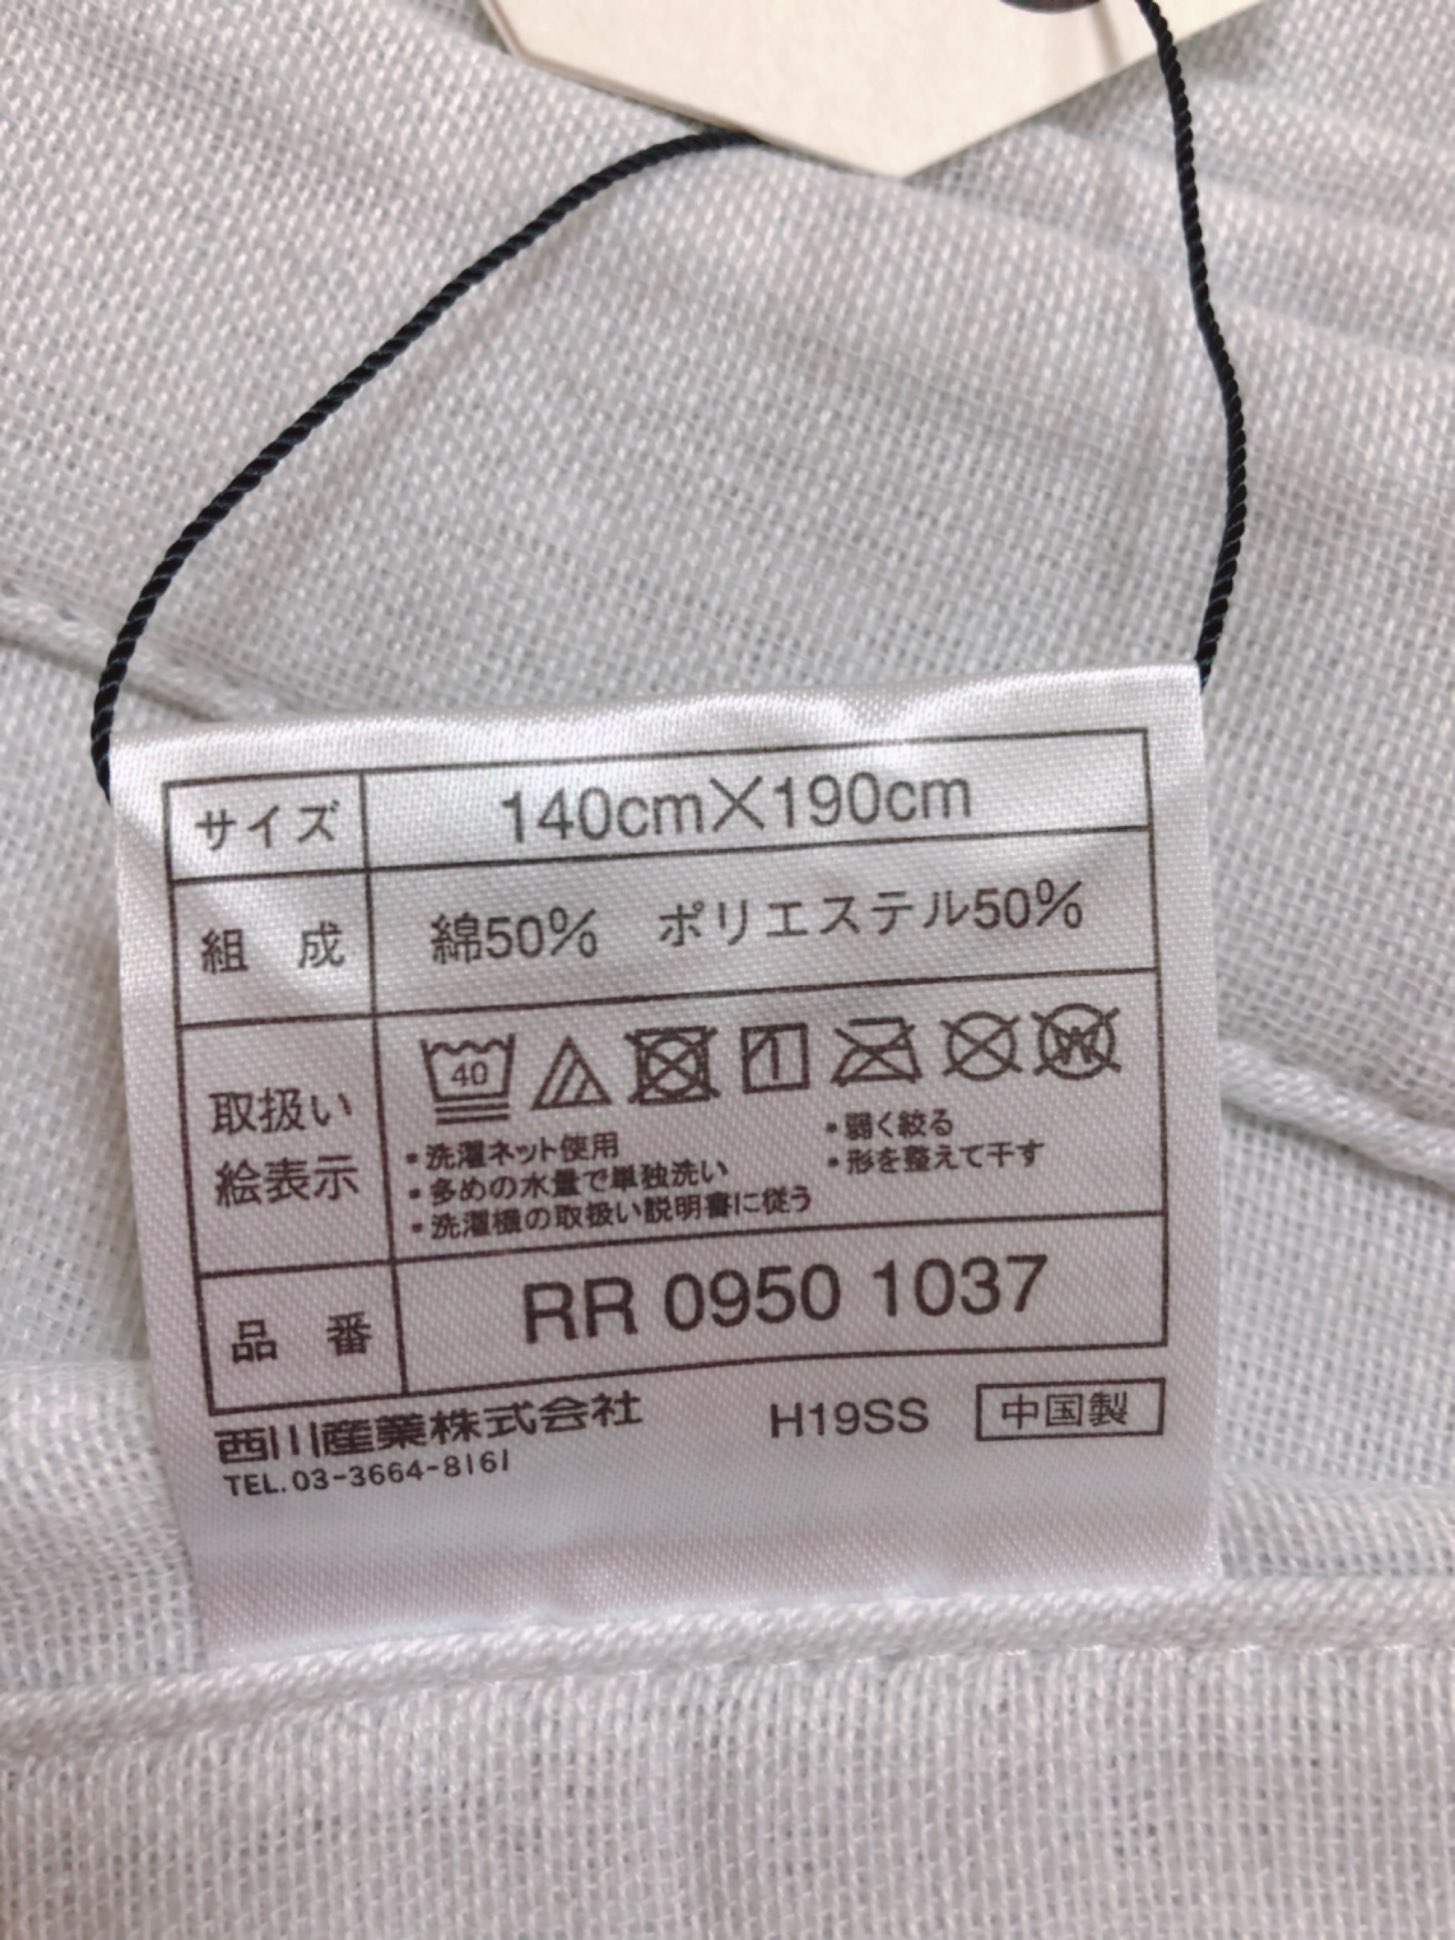 サイズ 140cm×190cm
組 成 綿50% ポリエステル50%
取扱い
絵表示
40
W
・洗濯ネット使用
・多めの水量で単独洗い
・洗濯機の取扱い説明書に従う
・弱く絞る
・形を整えて干す
品 番 RR 0950 1037
西川産業株式会社 H19SS 中国製
TEL.03-3664-8161